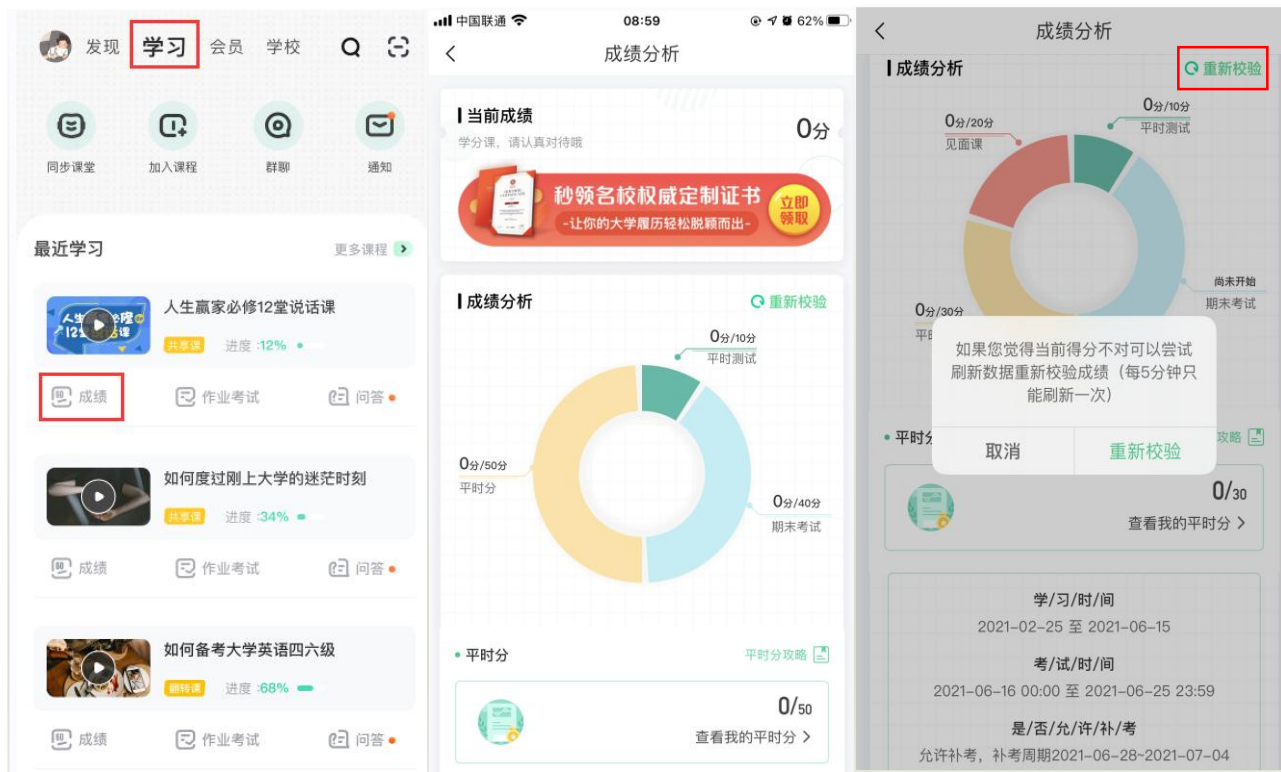 发现 学习 会员 学校
同步课堂 加入课程 群聊 通知
最近学习 更多课程
人生赢家必修12堂说话课
共享课 进度:12%
成绩 作业考试 问答
如何度过刚上大学的迷茫时刻
共享课 进度:34%
成绩 作业考试 问答
如何备考大学英语四六级
翻转课 进度:68%
成绩 作业考试 问答
中国联通 08:59 62%
成绩分析
当前成绩
学分课，请认真对待哦
0分
秒领名校权威定制证书
-让你的大学履历轻松脱颖而出-
立即
领取
成绩分析 重新校验
0分/10分
平时测试
0分/50分
平时分
0分/40分
期末考试
平时分 平时分攻略
0/50
查看我的平时分
成绩分析
成绩分析 重新校验
0分/10分
平时测试
0分/20分
见面课
尚未开始
期末考试
0分/30分
如果您觉得当前得分不对可以尝试
刷新数据重新校验成绩（每5分钟只
能刷新一次）
取消 重新校验
平时分 攻略
0/30
查看我的平时分
学/习/时/间
2021-02-25 至 2021-06-15
考/试/时/间
2021-06-16 00:00 至 2021-06-25 23:59
是/否/允/许/补/考
允许补考，补考周期2021-06-28~2021-07-04